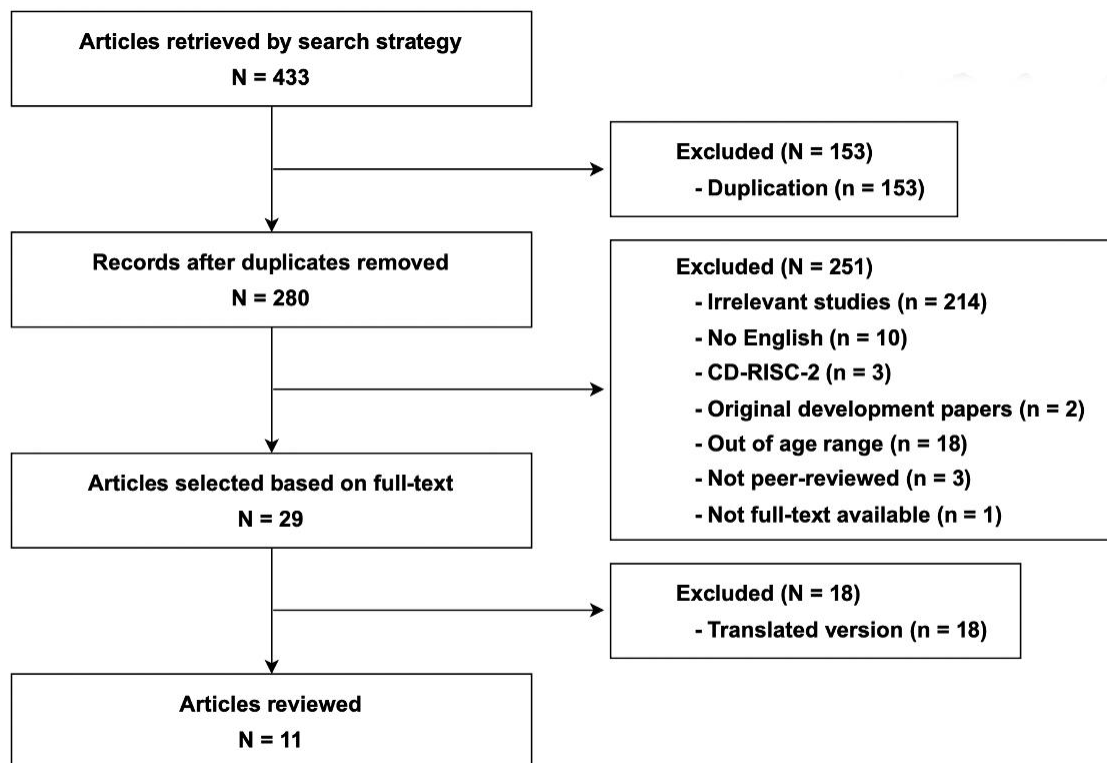 Articles retrieved by search strategy
N = 433
Excluded (N = 153)
- Duplication (n = 153)
Records after duplicates removed
N = 280
Excluded (N = 251)
- Irrelevant studies (n = 214)
- No English (n = 10)
- CD-RISC-2 (n = 3)
- Original development papers (n = 2)
- Out of age range (n = 18)
- Not peer-reviewed (n = 3)
- Not full-text available (n = 1)
Articles selected based on full-text
N = 29
Excluded (N = 18)
- Translated version (n = 18)
Articles reviewed
N = 11